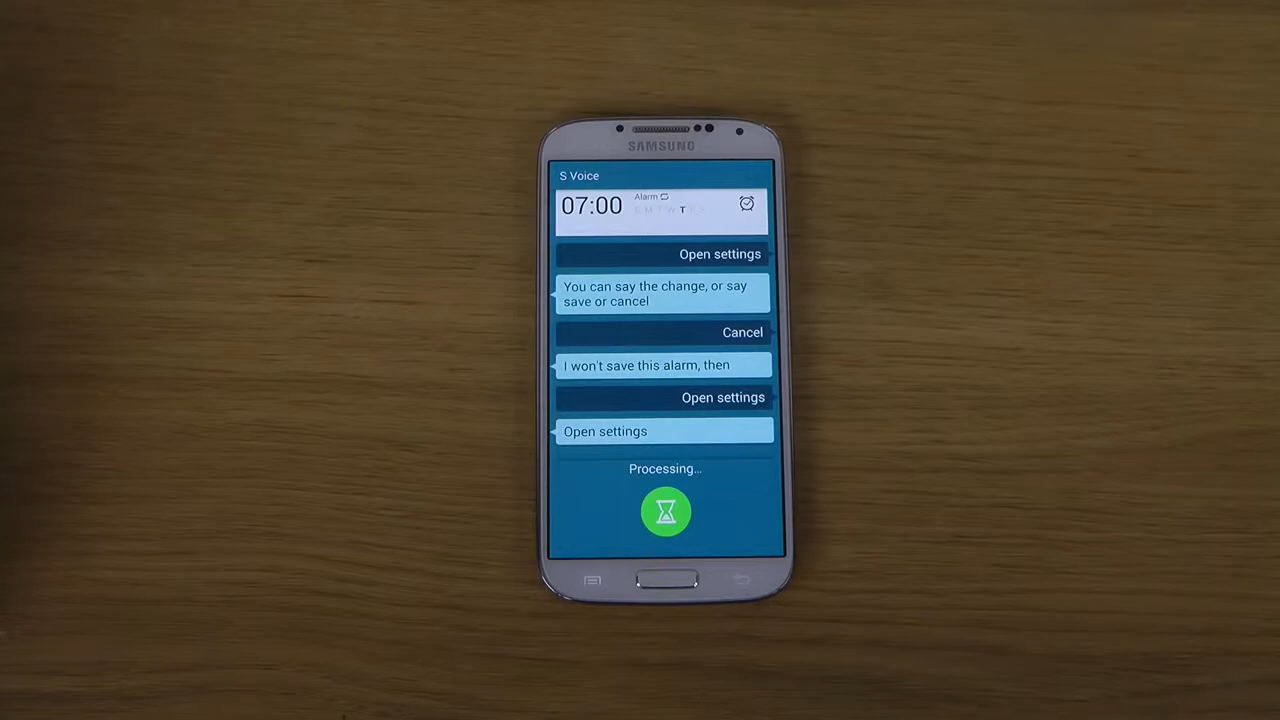 SAMSUNG
S Voice
07:00
Alarm
S M T W T F S
Open settings
You can say the change, or say
save or cancel
Cancel
I won't save this alarm, then
Open settings
Open settings
Processing...